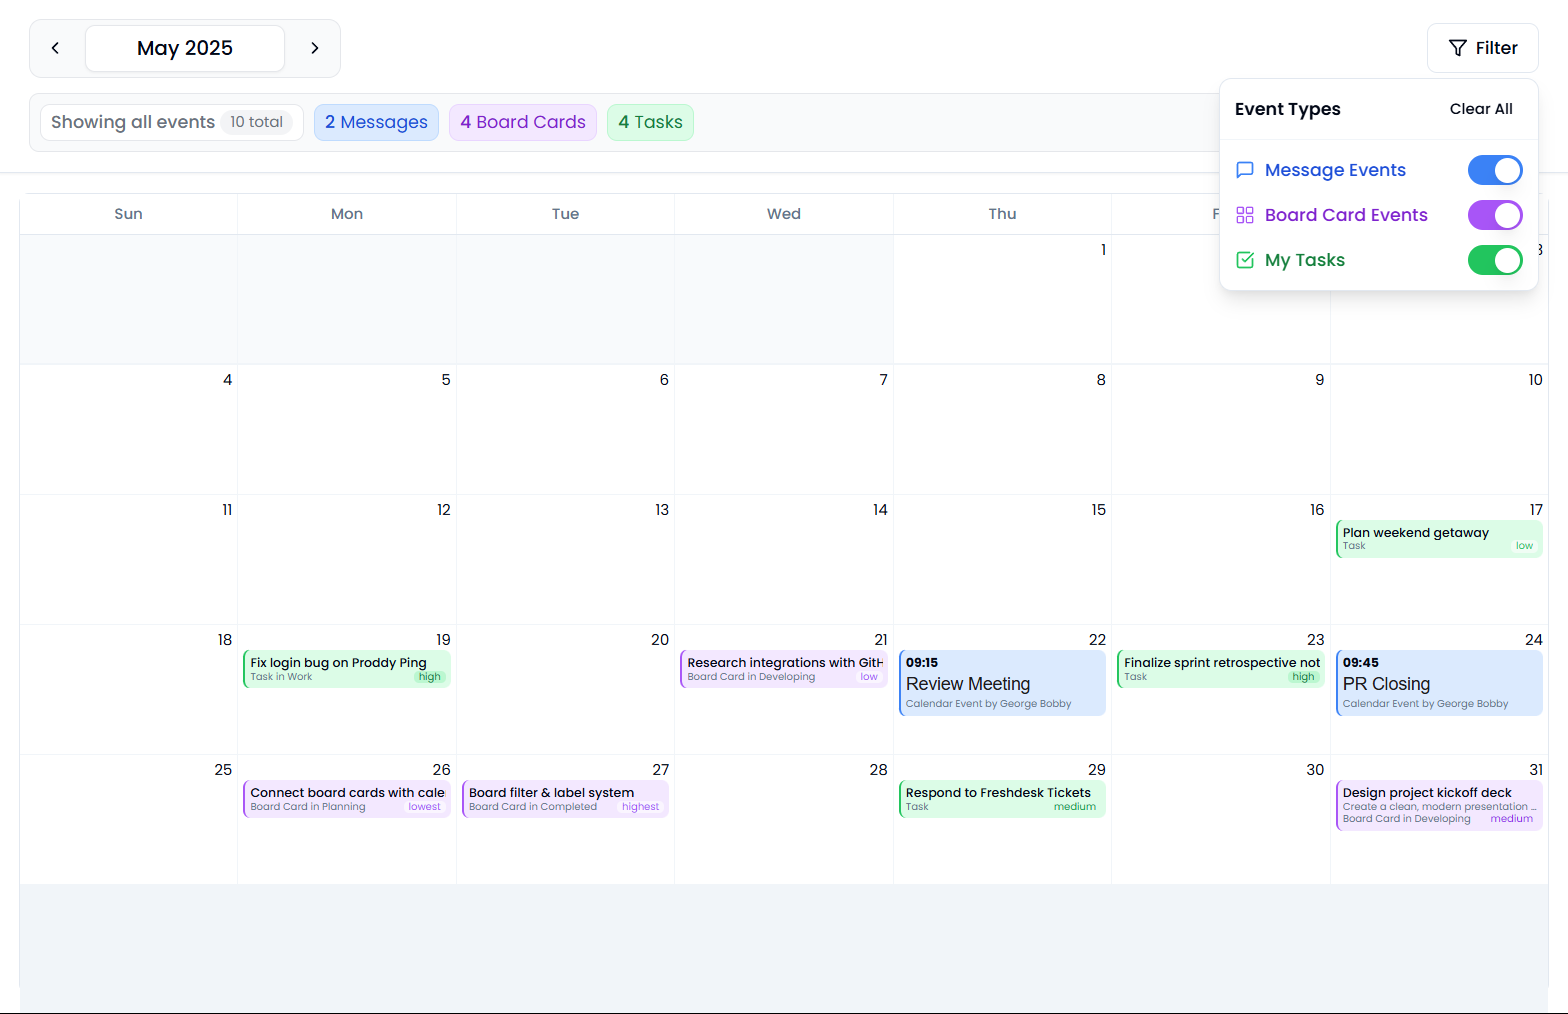 May 2025
Filter
Showing all events 10 total
2 Messages
4 Board Cards
4 Tasks
Event Types
Clear All
Message Events
Board Card Events
My Tasks
Sun Mon Tue Wed Thu F
1 3
4 5 6 7 8 9 10
11 12 13 14 15 16 17
Plan weekend getaway
Task low
18 19 20 21 22 23 24
Fix login bug on Proddy Ping
Task in Work high
Research integrations with GitH
Board Card in Developing low
09:15
Review Meeting
Calendar Event by George Bobby
Finalize sprint retrospective not
Task high
09:45
PR Closing
Calendar Event by George Bobby
25 26 27 28 29 30 31
Connect board cards with cale
Board Card in Planning lowest
Board filter & label system
Board Card in Completed highest
Respond to Freshdesk Tickets
Task medium
Design project kickoff deck
Create a clean, modern presentation ...
Board Card in Developing medium